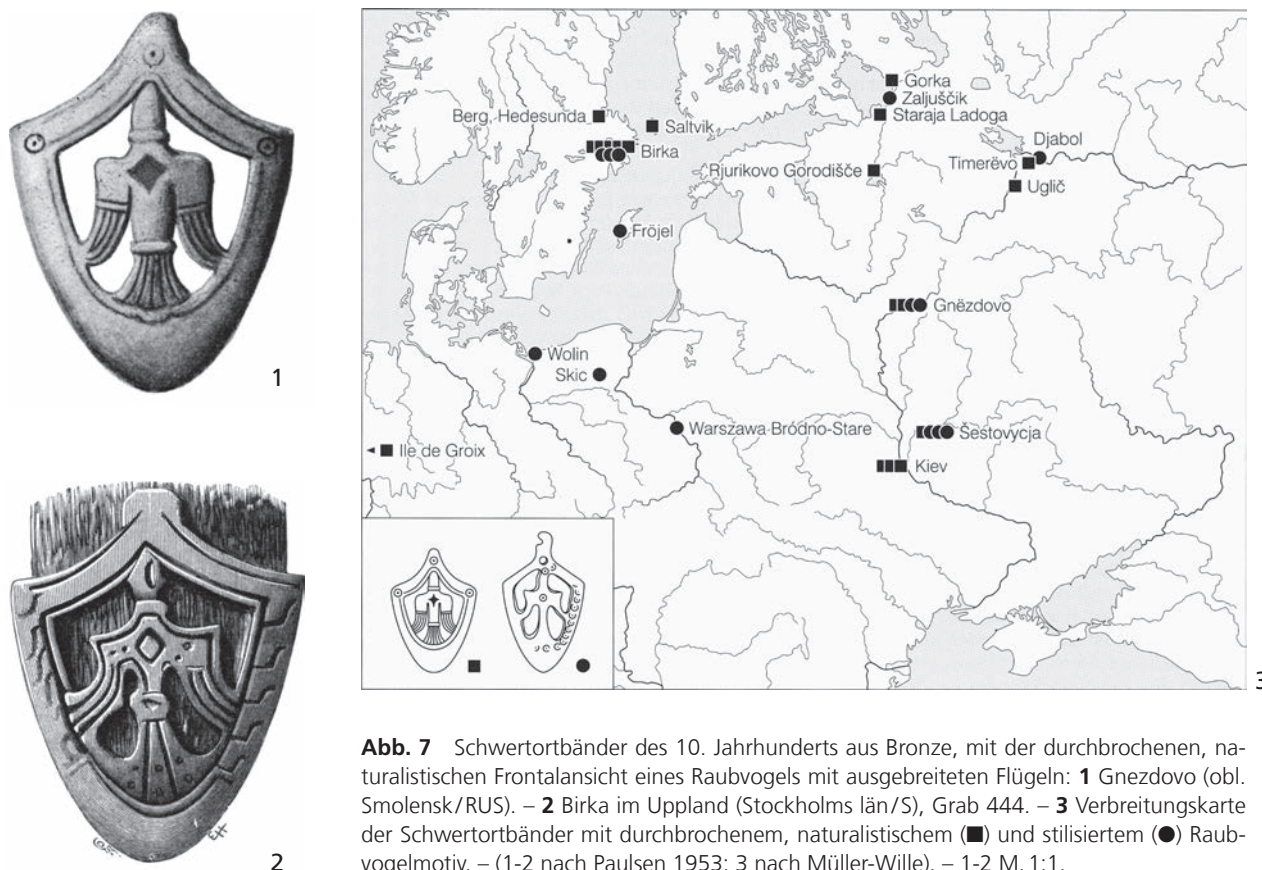 1
2
3
Berg, Hedesunda
Saltvik
Birka
Gorka
Zaljuščik
Staraja Ladoga
Rjurikovo Gorodišče
Djabol
Timerëvo
Uglič
Fröjel
Gnëzdovo
Wolin
Skic
Warszawa Bródno-Stare
Šestovycja
Ile de Groix
Kiev
Abb. 7 Schwertortbänder des 10. Jahrhunderts aus Bronze, mit der durchbrochenen, na-
turalistischen Frontalansicht eines Raubvogels mit ausgebreiteten Flügeln: 1 Gnezdovo (obl.
Smolensk/RUS). – 2 Birka im Uppland (Stockholms län/S), Grab 444. – 3 Verbreitungskarte
der Schwertortbänder mit durchbrochenem, naturalistischem (■) und stilisiertem (●) Raub-
vogelmotiv. – (1-2 nach Paulsen 1953; 3 nach Müller-Wille). – 1-2 M. 1:1.